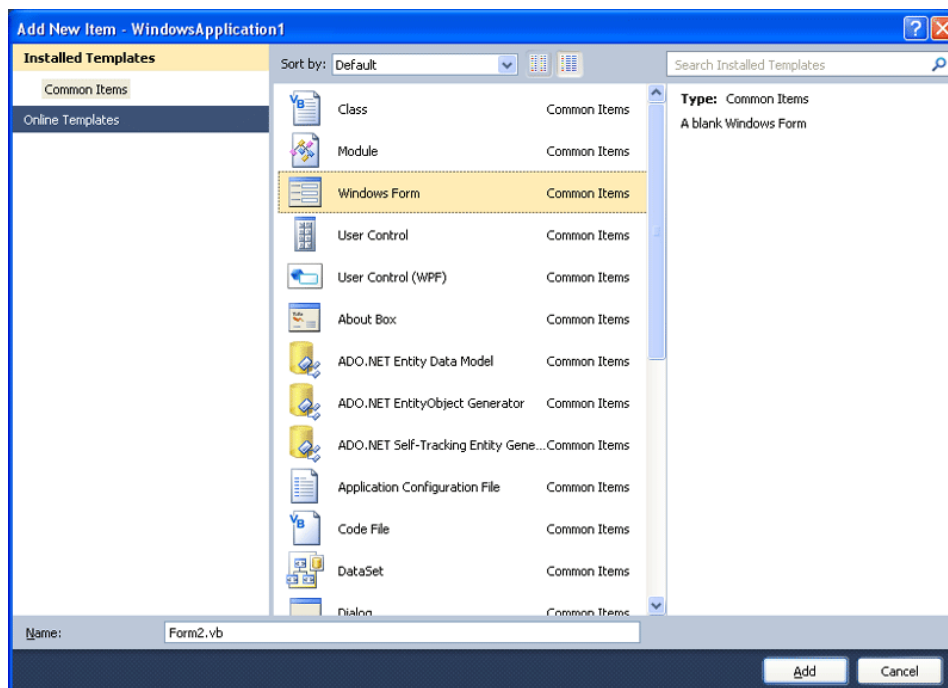 Add New Item - WindowsApplication1
Installed Templates
Common Items
Online Templates
Sort by: Default
Search Installed Templates
Class Common Items
Module Common Items
Windows Form Common Items
User Control Common Items
User Control (WPF) Common Items
About Box Common Items
ADO.NET Entity Data Model Common Items
ADO.NET EntityObject Generator Common Items
ADO.NET Self-Tracking Entity Gene...Common Items
Application Configuration File Common Items
Code File Common Items
DataSet Common Items
Dialog Common Items
Type: Common Items
A blank Windows Form
Name: Form2.vb
Add Cancel